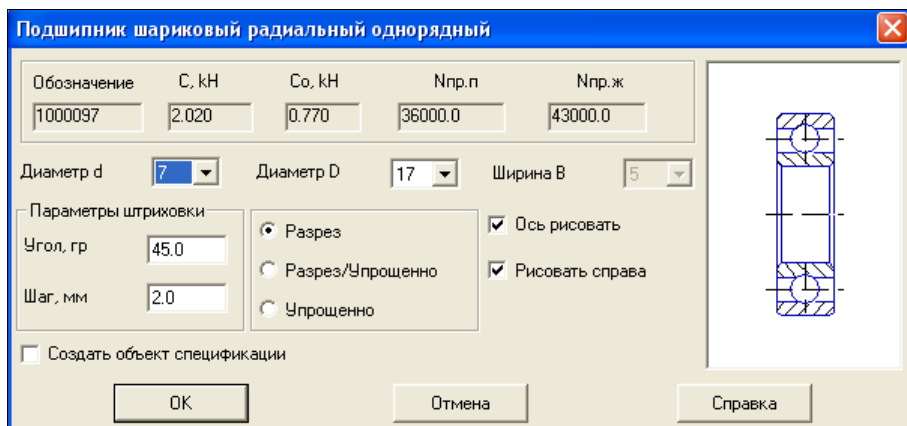 Подшипник шариковый радиальный однорядный
Обозначение C, kH Co, kH Nпр.п Nпр.ж
1000097 2.020 0.770 36000.0 43000.0
Диаметр d 7 Диаметр D 17 Ширина B 5
Параметры штриховки
Угол, гр 45.0
Шаг, мм 2.0
Разрез
Разрез/Упрощенно
Упрощенно
Ось рисовать
Рисовать справа
Создать объект спецификации
OK Отмена Справка